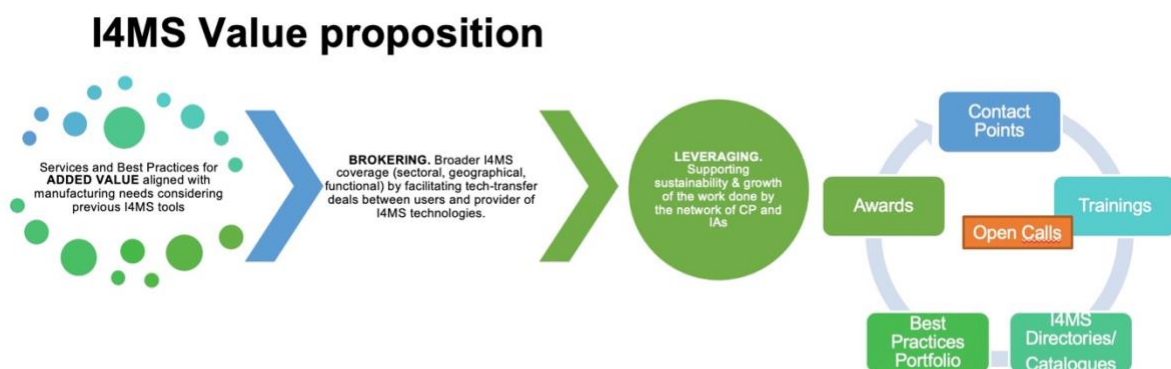 I4MS Value proposition
Services and Best Practices for
ADDED VALUE aligned with
manufacturing needs considering
previous I4MS tools
BROKERING. Broader I4MS
coverage (sectoral, geographical,
functional) by facilitating tech-transfer
deals between users and provider of
I4MS technologies.
LEVERAGING.
Supporting
sustainability & growth
of the work done by
the network of CP and
IAs
Contact
Points
Awards
Open Calls
Trainings
Best
Practices
Portfolio
I4MS
Directories/
Catalogues